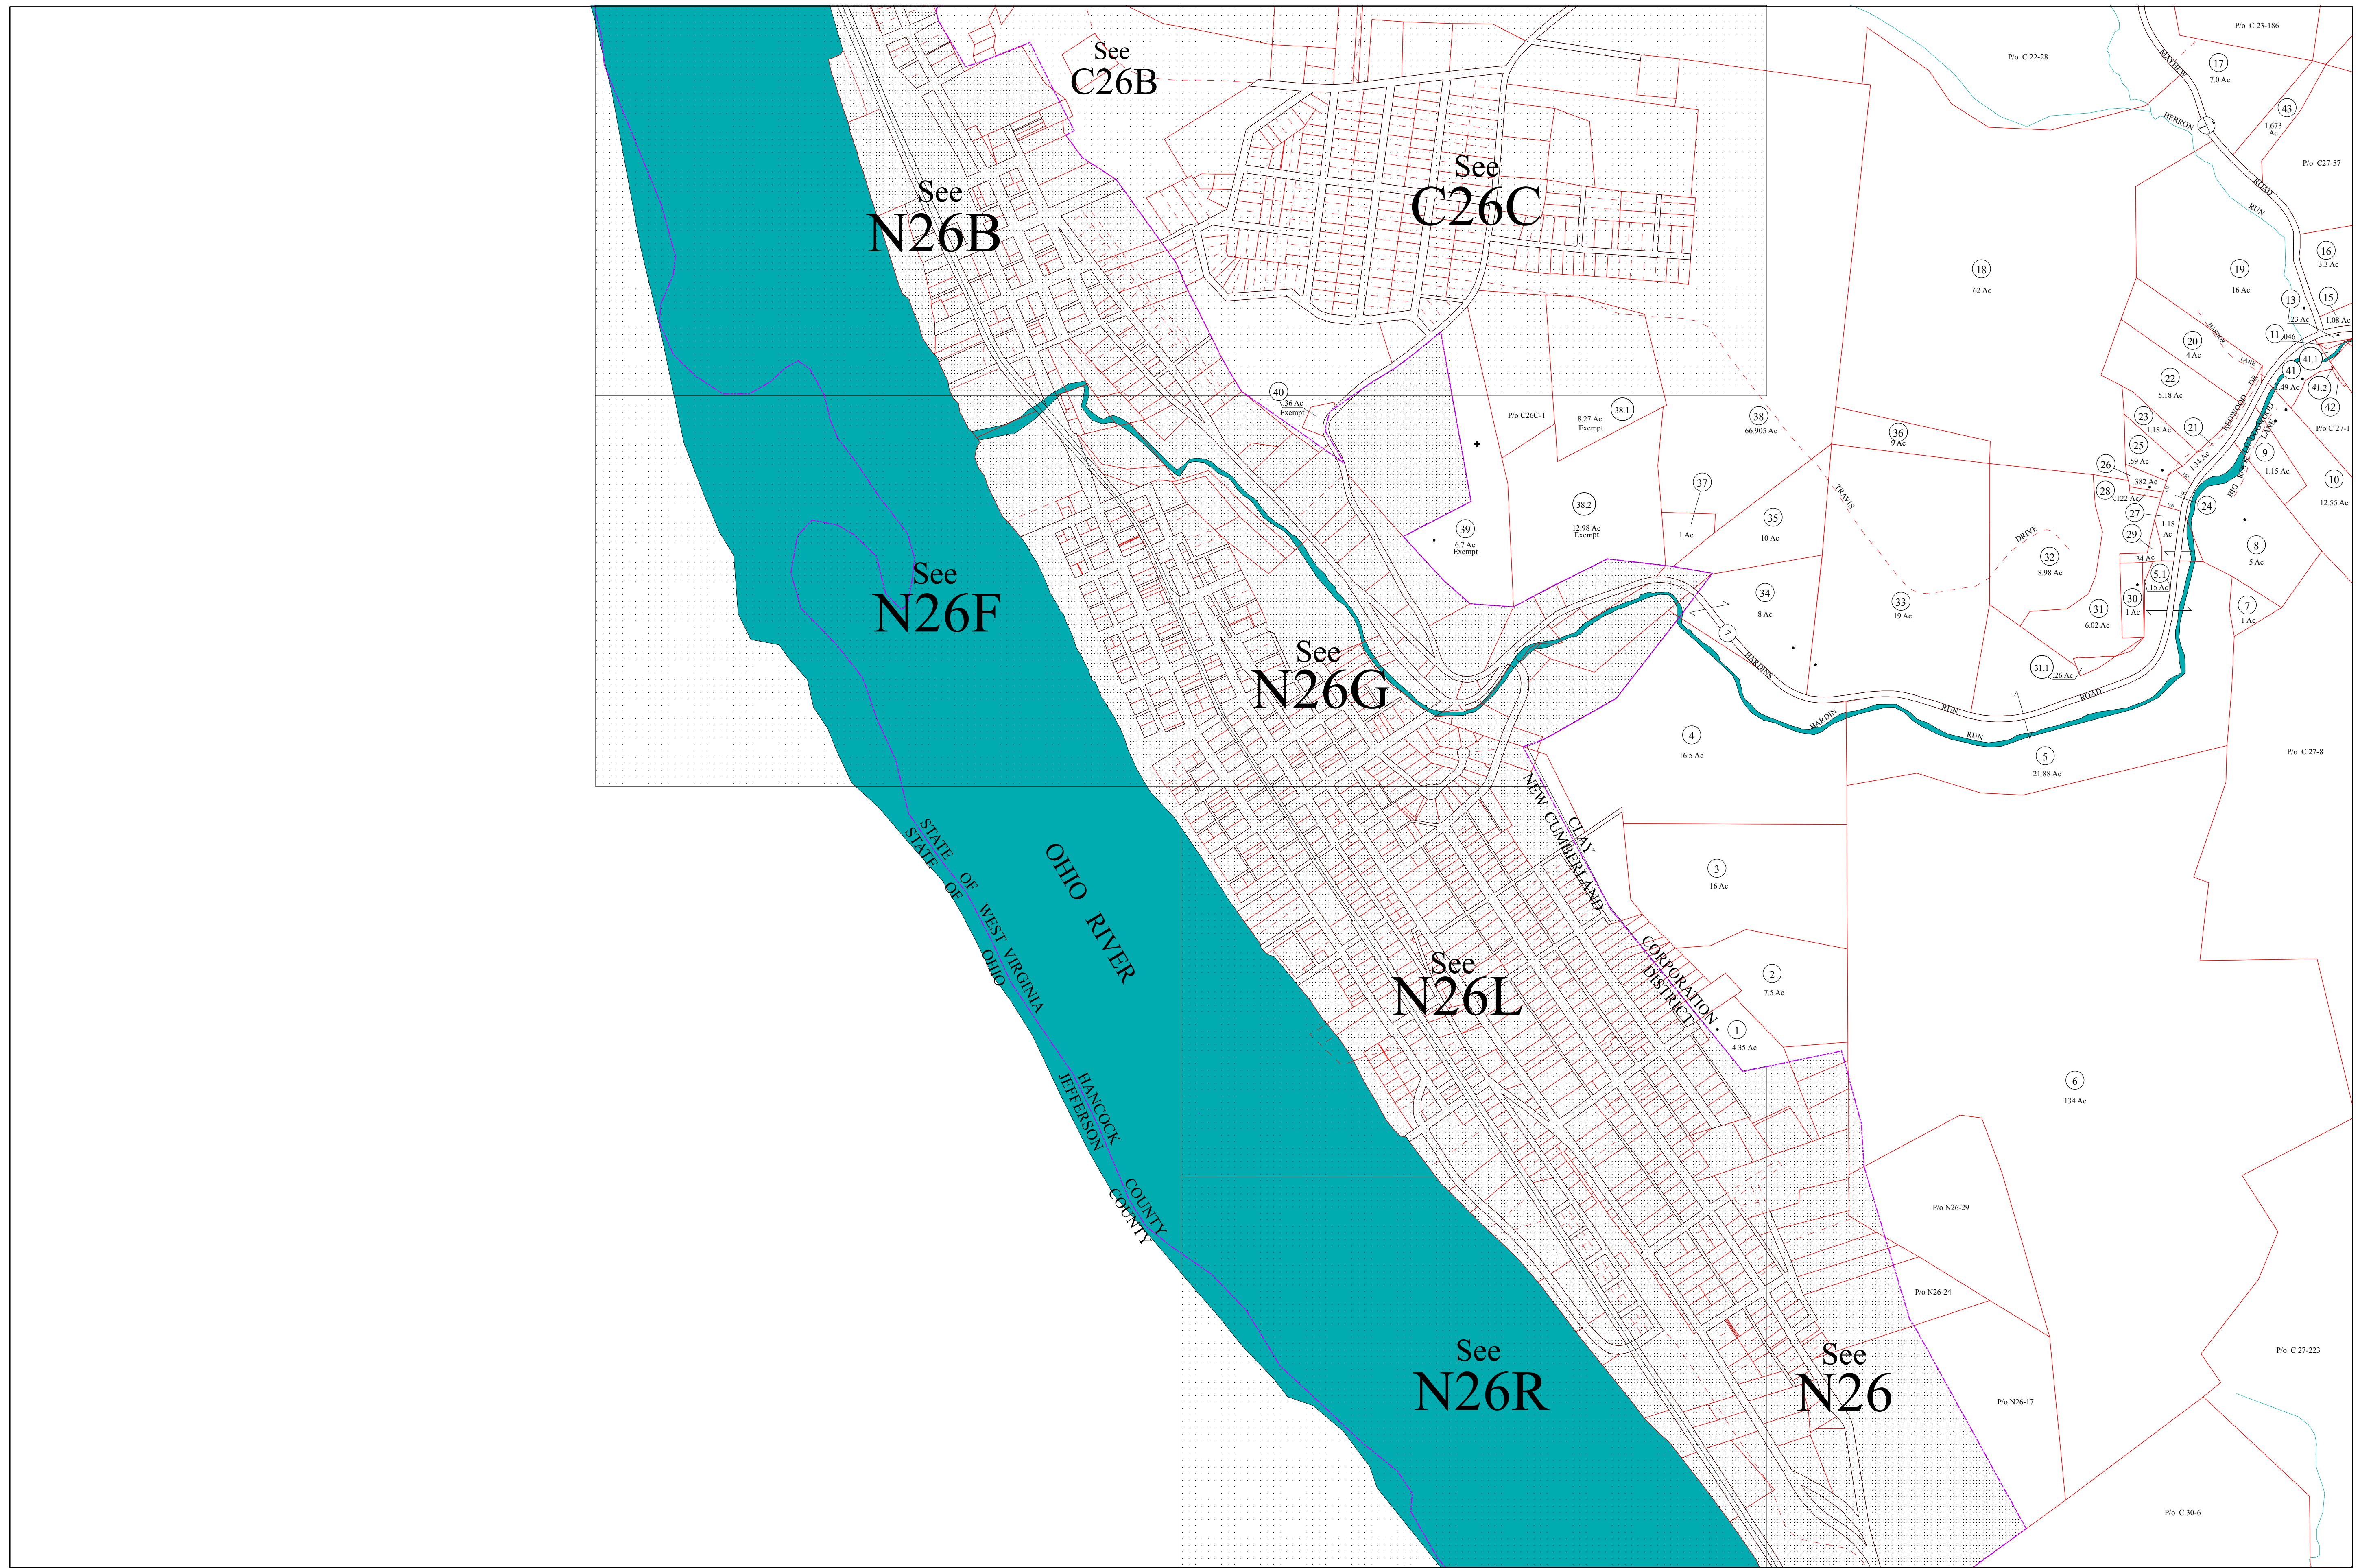 See
C26B
See
N26B
See
C26C
See
N26F
See
N26G
See
N26L
See
N26R
See
N26
OHIO RIVER
STATE OF WEST VIRGINIA
STATE OF OHIO
HANCOCK COUNTY
JEFFERSON COUNTY
CLAY
NEW CUMBERLAND
CORPORATION
DISTRICT
P/o C 22-28
P/o C 23-186
17
7.0 Ac
MAYHEW
HERRON
ROAD
RUN
43
1.673
Ac
P/o C27-57
18
62 Ac
19
16 Ac
16
3.3 Ac
13
.23 Ac
15
1.08 Ac
11
.046
41.1
41
1.49 Ac
41.2
42
P/o C 27-1
20
4 Ac
HARBOR
LANE
22
5.18 Ac
REDWOOD
DR
DOGWOOD
LANE
23
1.18 Ac
21
1.34 Ac
25
.59 Ac
26
.382 Ac
28
.122 Ac
27
1.18
Ac
24
29
.34 Ac
5.1
.15 Ac
30
1 Ac
31
6.02 Ac
31.1
.26 Ac
9
1.15 Ac
10
12.55 Ac
8
5 Ac
7
1 Ac
BIG
40
.36 Ac
Exempt
P/o C26C-1
8.27 Ac
Exempt
38.1
38
66.905 Ac
36
9 Ac
37
1 Ac
38.2
12.98 Ac
Exempt
39
6.7 Ac
Exempt
35
10 Ac
TRAVIS
DRIVE
32
8.98 Ac
34
8 Ac
33
19 Ac
7
HARDINS
RUN
ROAD
HARDIN
RUN
4
16.5 Ac
5
21.88 Ac
P/o C 27-8
3
16 Ac
2
7.5 Ac
1
4.35 Ac
6
134 Ac
P/o N26-29
P/o N26-24
P/o N26-17
P/o C 27-223
P/o C 30-6